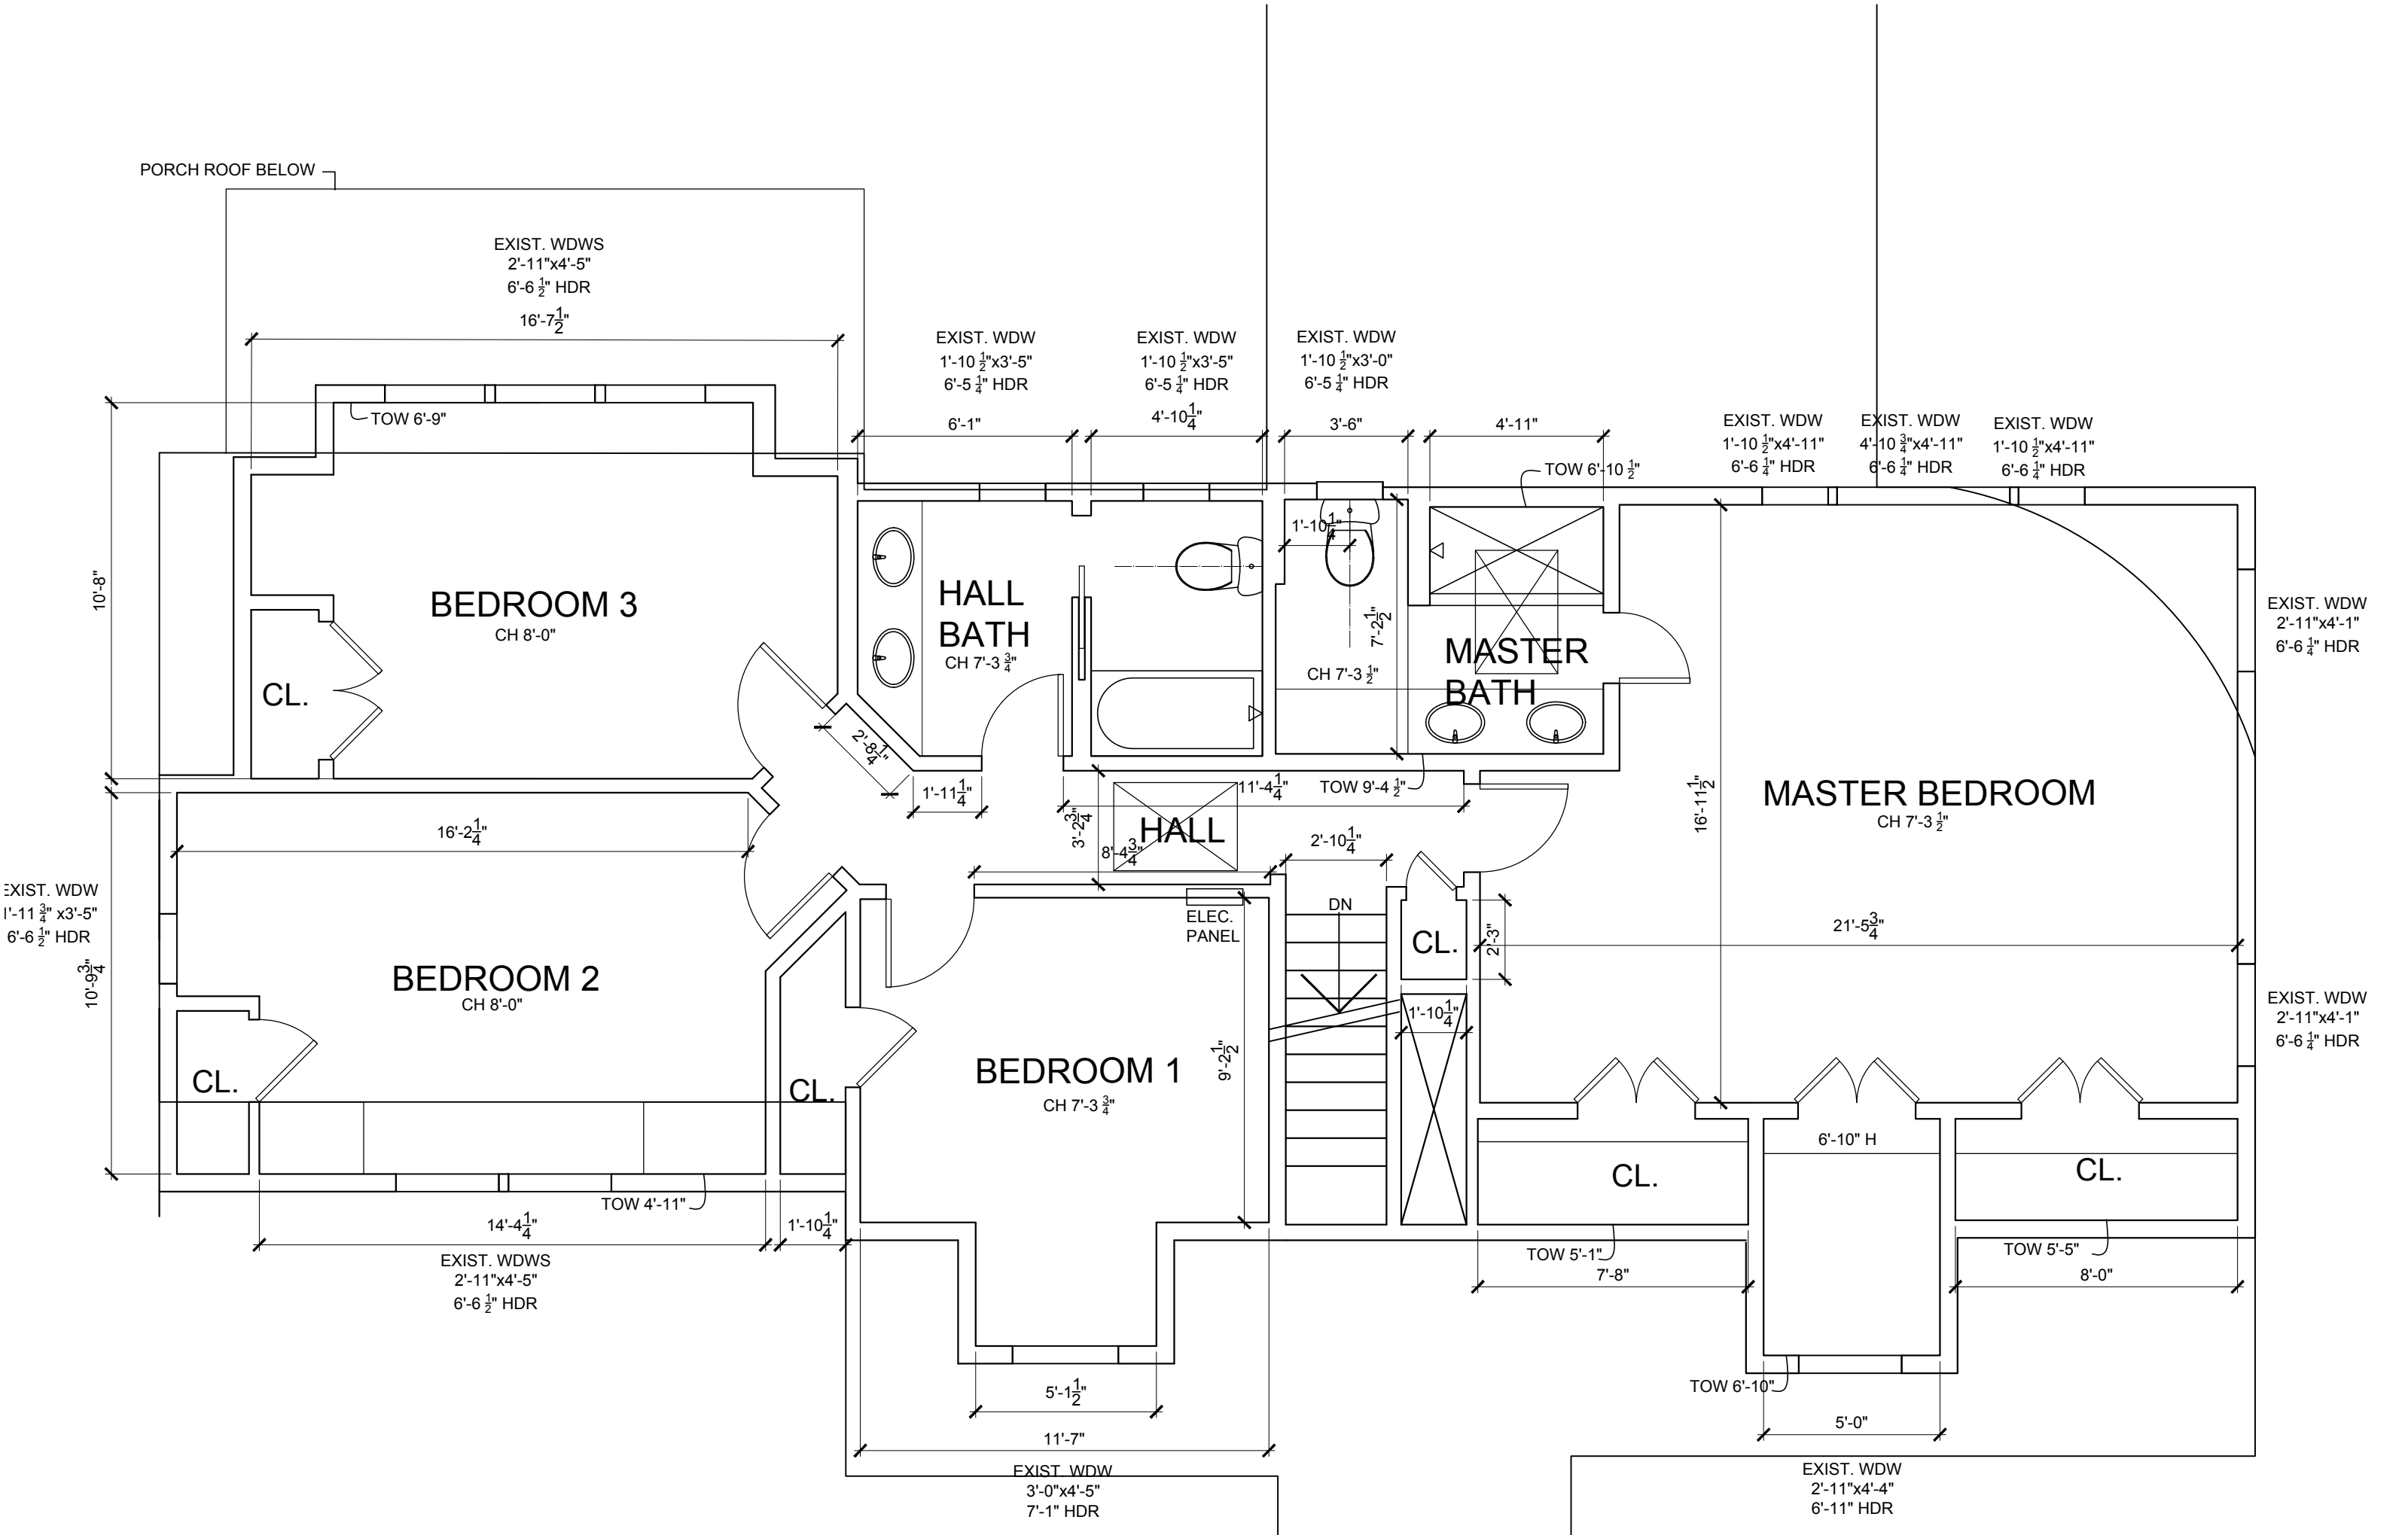 PORCH ROOF BELOW
EXIST. WDWS
2'-11"x4'-5"
6'-6 1/2" HDR
16'-7 1/2"
TOW 6'-9"
EXIST. WDW
1'-10 1/2"x3'-5"
6'-5 1/4" HDR
6'-1"
EXIST. WDW
1'-10 1/2"x3'-5"
6'-5 1/4" HDR
4'-10 1/4"
EXIST. WDW
1'-10 1/2"x3'-0"
6'-5 1/4" HDR
3'-6"
4'-11"
TOW 6'-10 1/2"
EXIST. WDW
1'-10 1/2"x4'-11"
6'-6 1/4" HDR
EXIST. WDW
4'-10 3/4"x4'-11"
6'-6 1/4" HDR
EXIST. WDW
1'-10 1/2"x4'-11"
6'-6 1/4" HDR
10'-8"
BEDROOM 3
CH 8'-0"
CL.
HALL
BATH
CH 7'-3 3/4"
1'-10 1/4"
7'-2 1/2"
MASTER
BATH
CH 7'-3 1/2"
EXIST. WDW
2'-11"x4'-1"
6'-6 1/4" HDR
2'-8 1/4"
1'-11 1/4"
11'-4 1/4"
TOW 9'-4 1/2"
3'-2 3/4"
HALL
8'-4 3/4"
2'-10 1/4"
16'-11 1/2"
MASTER BEDROOM
CH 7'-3 1/2"
16'-2 1/4"
EXIST. WDW
1'-11 3/4" x3'-5"
6'-6 1/2" HDR
10'-9 3/4"
BEDROOM 2
CH 8'-0"
CL.
CL.
ELEC.
PANEL
DN
CL.
2'-3"
21'-5 3/4"
1'-10 1/4"
9'-2 1/2"
BEDROOM 1
CH 7'-3 3/4"
EXIST. WDW
2'-11"x4'-1"
6'-6 1/4" HDR
6'-10" H
CL.
CL.
TOW 4'-11"
14'-4 1/4"
1'-10 1/4"
EXIST. WDWS
2'-11"x4'-5"
6'-6 1/2" HDR
TOW 5'-1"
7'-8"
TOW 5'-5"
8'-0"
5'-1 1/2"
11'-7"
EXIST. WDW
3'-0"x4'-5"
7'-1" HDR
TOW 6'-10"
5'-0"
EXIST. WDW
2'-11"x4'-4"
6'-11" HDR